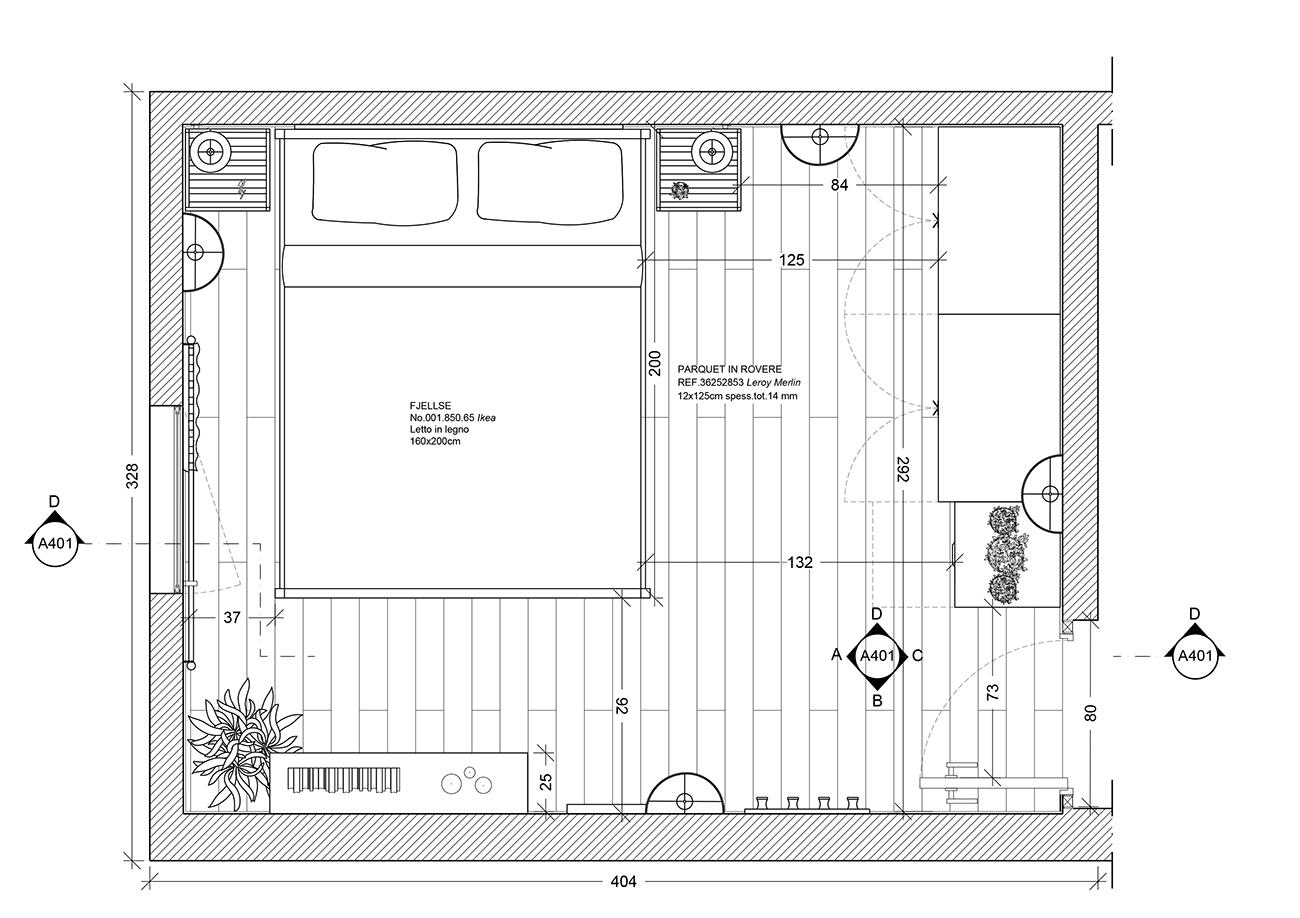 84
125
200
PARQUET IN ROVERE
REF.36252853 Leroy Merlin
12x125cm spess.tot.14 mm
FJELLSE
No.001.850.65 Ikea
Letto in legno
160x200cm
328
292
D
A401
132
37
D
A A401 C
B
D
A401
92
73
80
25
404